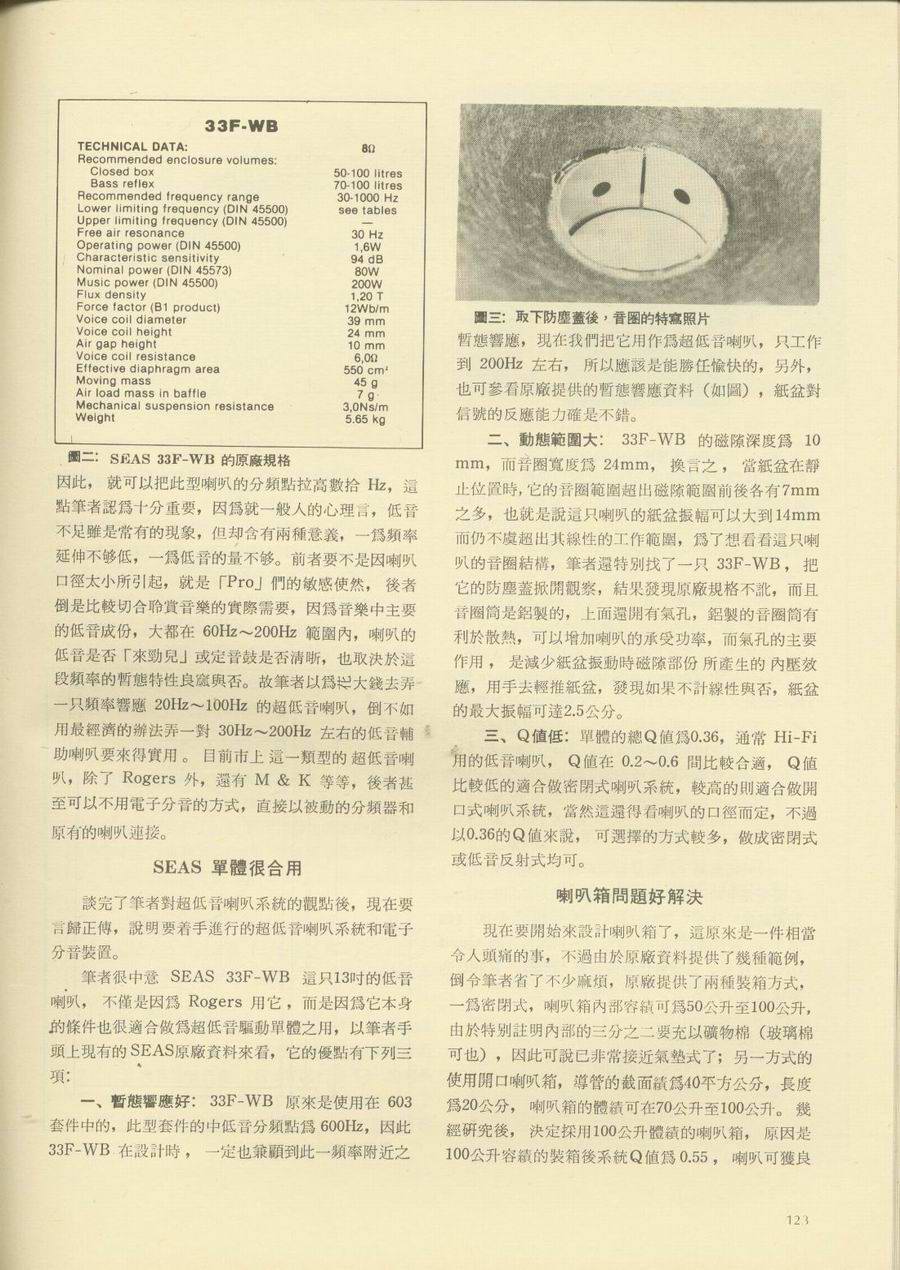 33F-WB
TECHNICAL DATA: 8Ω
Recommended enclosure volumes:
Closed box 50-100 litres
Bass reflex 70-100 litres
Recommended frequency range 30-1000 Hz
Lower limiting frequency (DIN 45500) see tables
Upper limiting frequency (DIN 45500) —
Free air resonance 30 Hz
Operating power (DIN 45500) 1,6W
Characteristic sensitivity 94 dB
Nominal power (DIN 45573) 80W
Music power (DIN 45500) 200W
Flux density 1,20 T
Force factor (B1 product) 12Wb/m
Voice coil diameter 39 mm
Voice coil height 24 mm
Air gap height 10 mm
Voice coil resistance 6,0Ω
Effective diaphragm area 550 cm²
Moving mass 45 g
Air load mass in baffle 7 g
Mechanical suspension resistance 3,0Ns/m
Weight 5.65 kg
圖二: SEAS 33F-WB 的原廠規格
因此，就可以把此型喇叭的分頻點拉高數拾 Hz，這
點筆者認爲十分重要，因爲就一般人的心理言，低音
不足雖是常有的現象，但却含有兩種意義，一爲頻率
延伸不够低，一爲低音的量不够。前者要不是因喇叭
口徑太小所引起，就是「Pro」們的敏感使然，後者
倒是比較切合聆賞音樂的實際需要，因爲音樂中主要
的低音成份，大都在 60Hz～200Hz 範圍內，喇叭的
低音是否「來勁兒」或定音鼓是否清晰，也取決於這
段頻率的暫態特性良窳與否。故筆者以爲花大錢去弄
一只頻率響應 20Hz～100Hz 的超低音喇叭，倒不如
用最經濟的辦法弄一對 30Hz～200Hz 左右的低音輔
助喇叭要來得實用。目前市上這一類型的超低音喇
叭，除了 Rogers 外，還有 M & K 等等，後者甚
至可以不用電子分音的方式，直接以被動的分頻器和
原有的喇叭連接。
SEAS 單體很合用
談完了筆者對超低音喇叭系統的觀點後，現在要
言歸正傳，說明要着手進行的超低音喇叭系統和電子
分音裝置。
筆者很中意 SEAS 33F-WB 這只13吋的低音
喇叭，不僅是因爲 Rogers 用它，而是因爲它本身
的條件也很適合做爲超低音驅動單體之用，以筆者手
頭上現有的SEAS原廠資料來看，它的優點有下列三
項：
一、暫態響應好：33F-WB 原來是使用在 603
套件中的，此型套件的中低音分頻點爲 600Hz，因此
33F-WB 在設計時，一定也兼顧到此一頻率附近之
圖三：取下防塵蓋後，音圈的特寫照片
暫態響應，現在我們把它用作爲超低音喇叭，只工作
到 200Hz 左右，所以應該是能勝任愉快的，另外，
也可參看原廠提供的暫態響應資料（如圖），紙盆對
信號的反應能力確是不錯。
二、動態範圍大：33F-WB 的磁隙深度爲 10
mm，而音圈寬度爲 24mm，換言之，當紙盆在靜
止位置時，它的音圈範圍超出磁隙範圍前後各有7mm
之多，也就是說這只喇叭的紙盆振幅可以大到14mm
而仍不虞超出其線性的工作範圍，爲了想看看這只喇
叭的音圈結構，筆者還特別找了一只 33F-WB，把
它的防塵蓋掀開觀察，結果發現原廠規格不訛，而且
音圈筒是鋁製的，上面還開有氣孔，鋁製的音圈筒有
利於散熱，可以增加喇叭的承受功率，而氣孔的主要
作用，是減少紙盆振動時磁隙部份所產生的內壓效
應，用手去輕推紙盆，發現如果不計線性與否，紙盆
的最大振幅可達2.5公分。
三、Q值低：單體的總Q值爲0.36，通常 Hi-Fi
用的低音喇叭，Q值在 0.2～0.6 間比較合適，Q值
比較低的適合做密閉式喇叭系統，較高的則適合做開
口式喇叭系統，當然這還得看喇叭的口徑而定，不過
以0.36的Q值來說，可選擇的方式較多，做成密閉式
或低音反射式均可。
喇叭箱問題好解決
現在要開始來設計喇叭箱了，這原來是一件相當
令人頭痛的事，不過由於原廠資料提供了幾種範例，
倒令筆者省了不少麻煩，原廠提供了兩種裝箱方式，
一爲密閉式，喇叭箱內部容績可爲50公升至100公升，
由於特別註明內部的三分之二要充以礦物棉（玻璃棉
可也），因此可說已非常接近氣墊式了；另一方式的
使用開口喇叭箱，導管的截面績爲40平方公分，長度
爲20公分，喇叭箱的體績可在70公升至100公升。幾
經研究後，決定採用100公升體績的喇叭箱，原因是
100公升容績的裝箱後系統Q值爲 0.55，喇叭可獲良
123